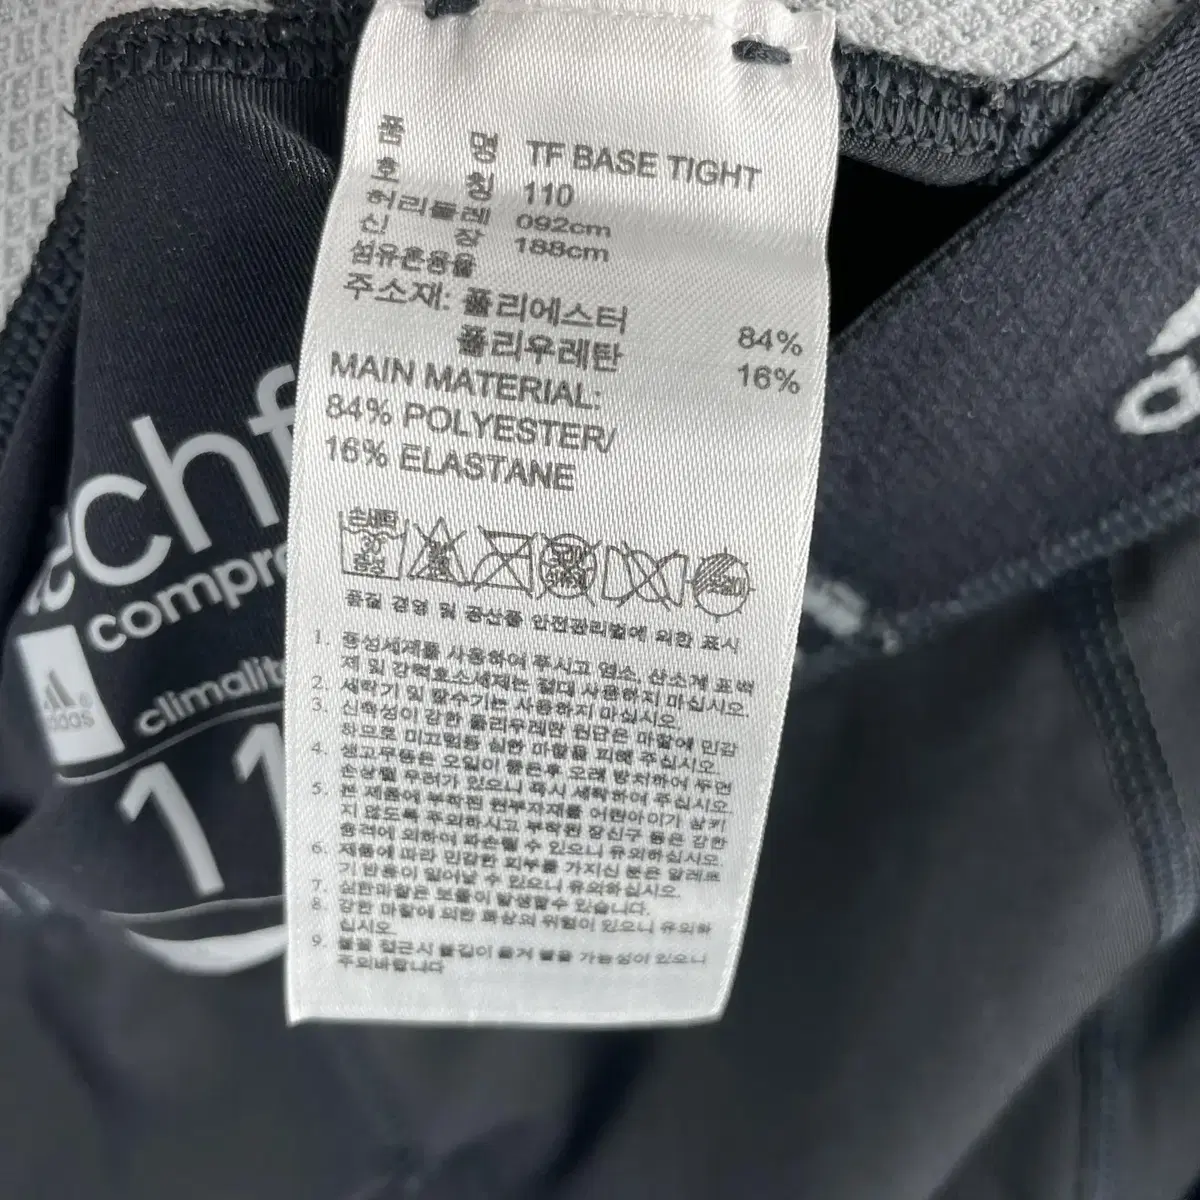 품 명 TF BASE TIGHT
호 칭 110
허리둘레 092cm
신 장 188cm
섬유혼용율
주소재: 폴리에스터 84%
폴리우레탄 16%
MAIN MATERIAL:
84% POLYESTER/
16% ELASTANE
손세탁
품질 경영 및 공산품 안전관리법에 의한 표시
1. 중성세제를 사용하여 주시고 염소, 산소계 표백
제 및 강력효소세제는 절대 사용하지 마십시오.
2. 세탁기 및 탈수기는 사용하지 마십시오.
3. 신축성이 강한 폴리우레탄 원단은 마찰에 민감
하므로 미끄럼틀등 심한 마찰을 피해 주십시오
4. 생고무등은 오일이 묻은후 오래 방치하여 두면
손상될 우려가 있으니 즉시 세탁하여 주십시오
5. 본 제품에 부착된 원부자재를 어린아이가 삼키
지 않도록 주의하시고 부착된 장신구 등은 강한
충격에 의하여 파손될 수 있으니 유의하십시오.
6. 제품에 따라 민감한 피부를 가지신 분은 알레르
기 반응이 일어날 수 있으니 유의하십시오.
7. 심한마찰은 보풀이 발생할수 있습니다.
8. 강한 마찰에 의한 화상의 위험이 있으니 유의하
십시오
9. 불꽃 접근시 불길이 옮겨 붙을 가능성이 있으니
주의바랍니다
echf
compre
adidas
climalit
11
a